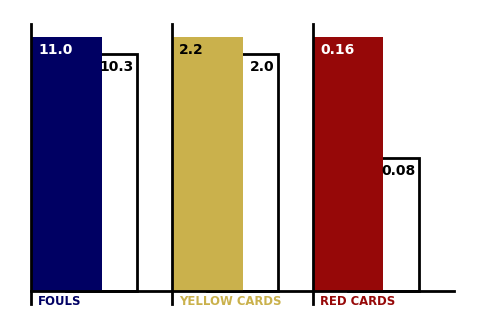 11.0
10.3
2.2
2.0
0.16
0.08
FOULS
YELLOW CARDS
RED CARDS